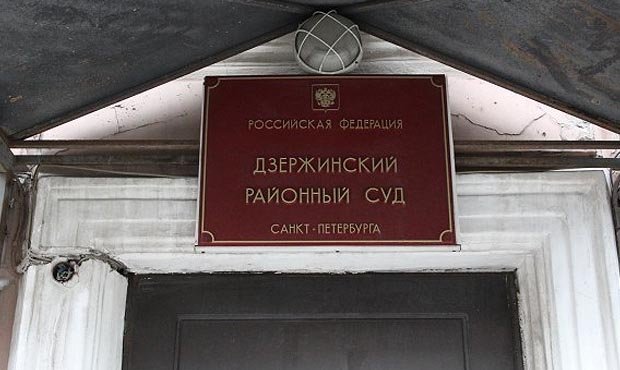 РОССИЙСКАЯ ФЕДЕРАЦИЯ
ДЗЕРЖИНСКИЙ
РАЙОННЫЙ СУД
САНКТ-ПЕТЕРБУРГА